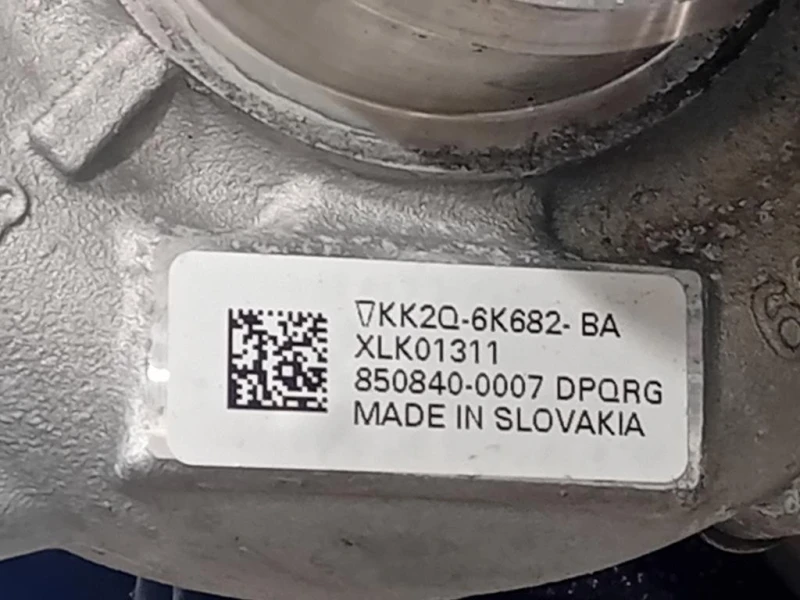 ▽KK2Q-6K682- BA
XLK01311
850840-0007 DPQRG
MADE IN SLOVAKIA